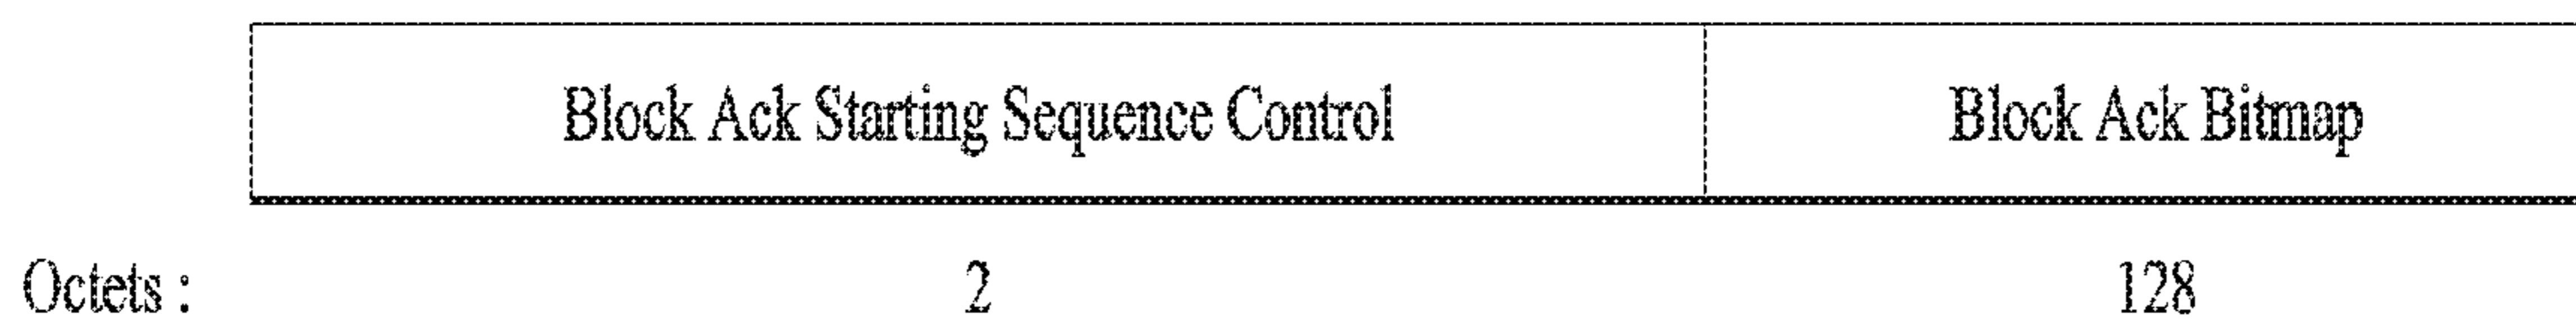 Block Ack Starting Sequence Control Block Ack Bitmap
Octets : 2 128